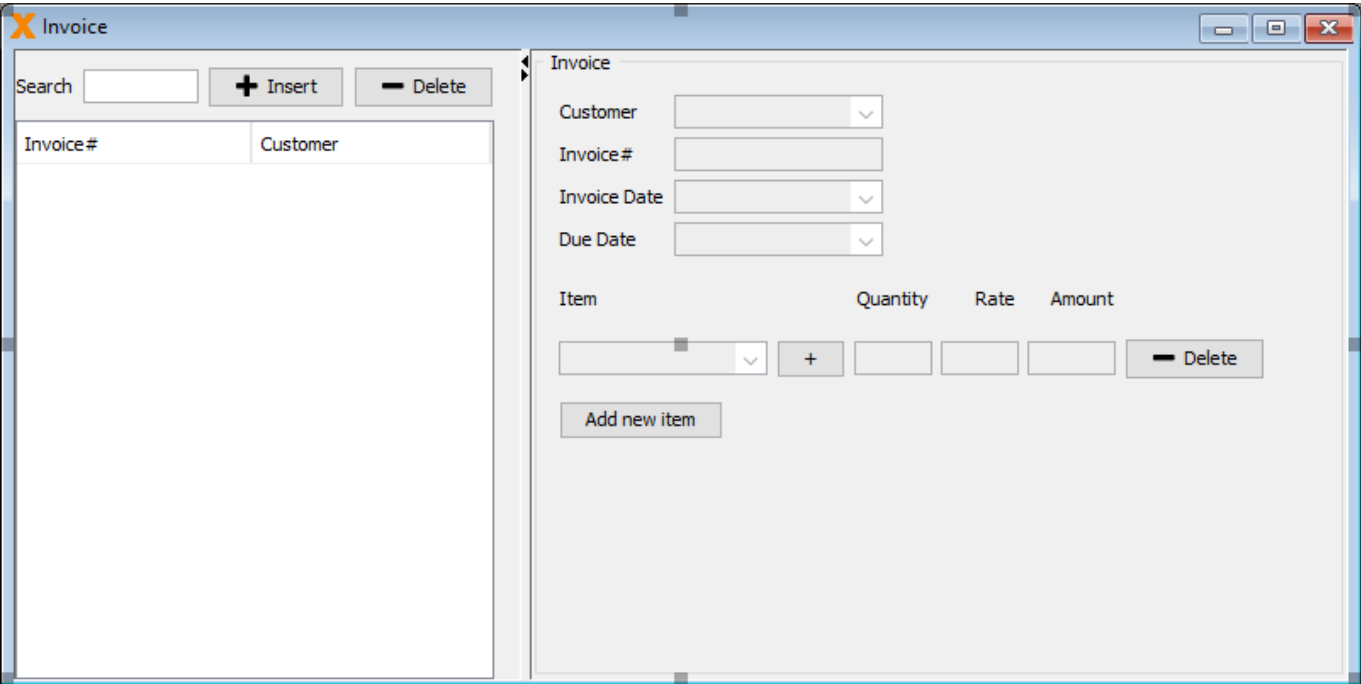 Invoice
Search + Insert − Delete
Invoice# Customer
Invoice
Customer
Invoice#
Invoice Date
Due Date
Item Quantity Rate Amount
+ − Delete
Add new item